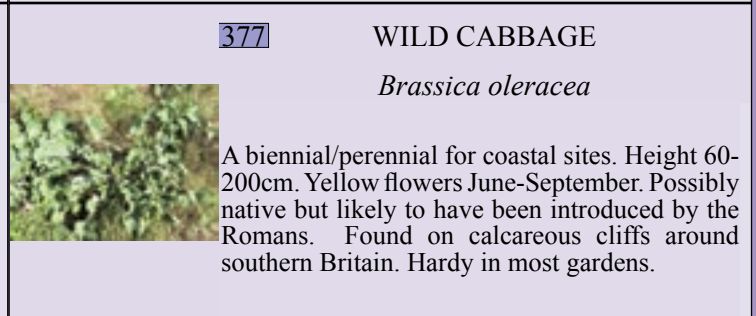 377 WILD CABBAGE
Brassica oleracea
A biennial/perennial for coastal sites. Height 60-
200cm. Yellow flowers June-September. Possibly
native but likely to have been introduced by the
Romans. Found on calcareous cliffs around
southern Britain. Hardy in most gardens.